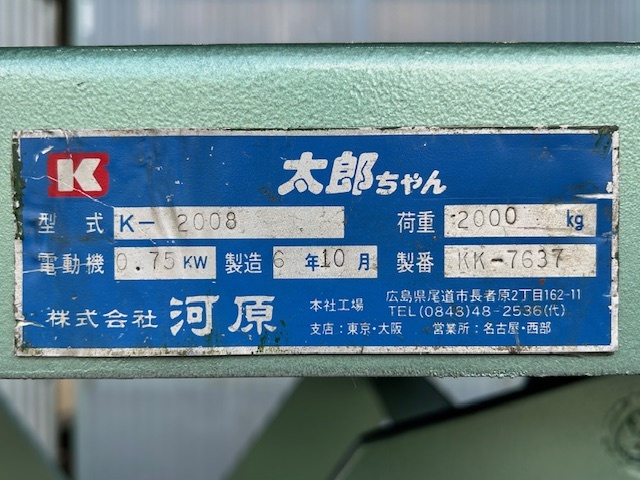 K 太郎ちゃん
型式 K- 2008 荷重 2000 kg
電動機 0.75 KW 製造 6 年 10 月 製番 KK-7637
株式会社 河原 本社工場 広島県尾道市長者原2丁目162-11
TEL(0848)48-2536(代)
支店:東京・大阪 営業所:名古屋・西部